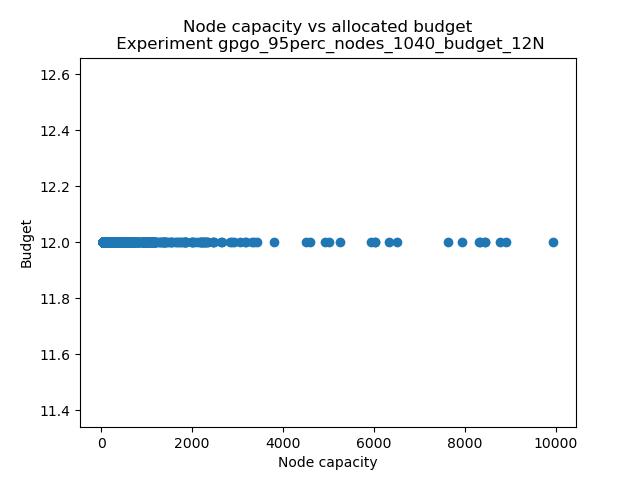 Node capacity vs allocated budget
Experiment gpgo_95perc_nodes_1040_budget_12N
12.6
12.4
12.2
12.0
11.8
11.6
11.4
Budget
0 2000 4000 6000 8000 10000
Node capacity